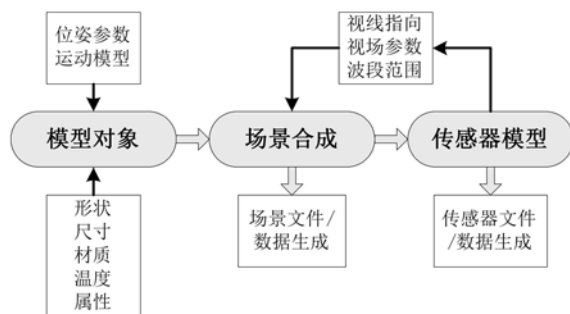 位姿参数
运动模型
视线指向
视场参数
波段范围
模型对象
场景合成
传感器模型
形状
尺寸
材质
温度
属性
场景文件/
数据生成
传感器文件
/数据生成